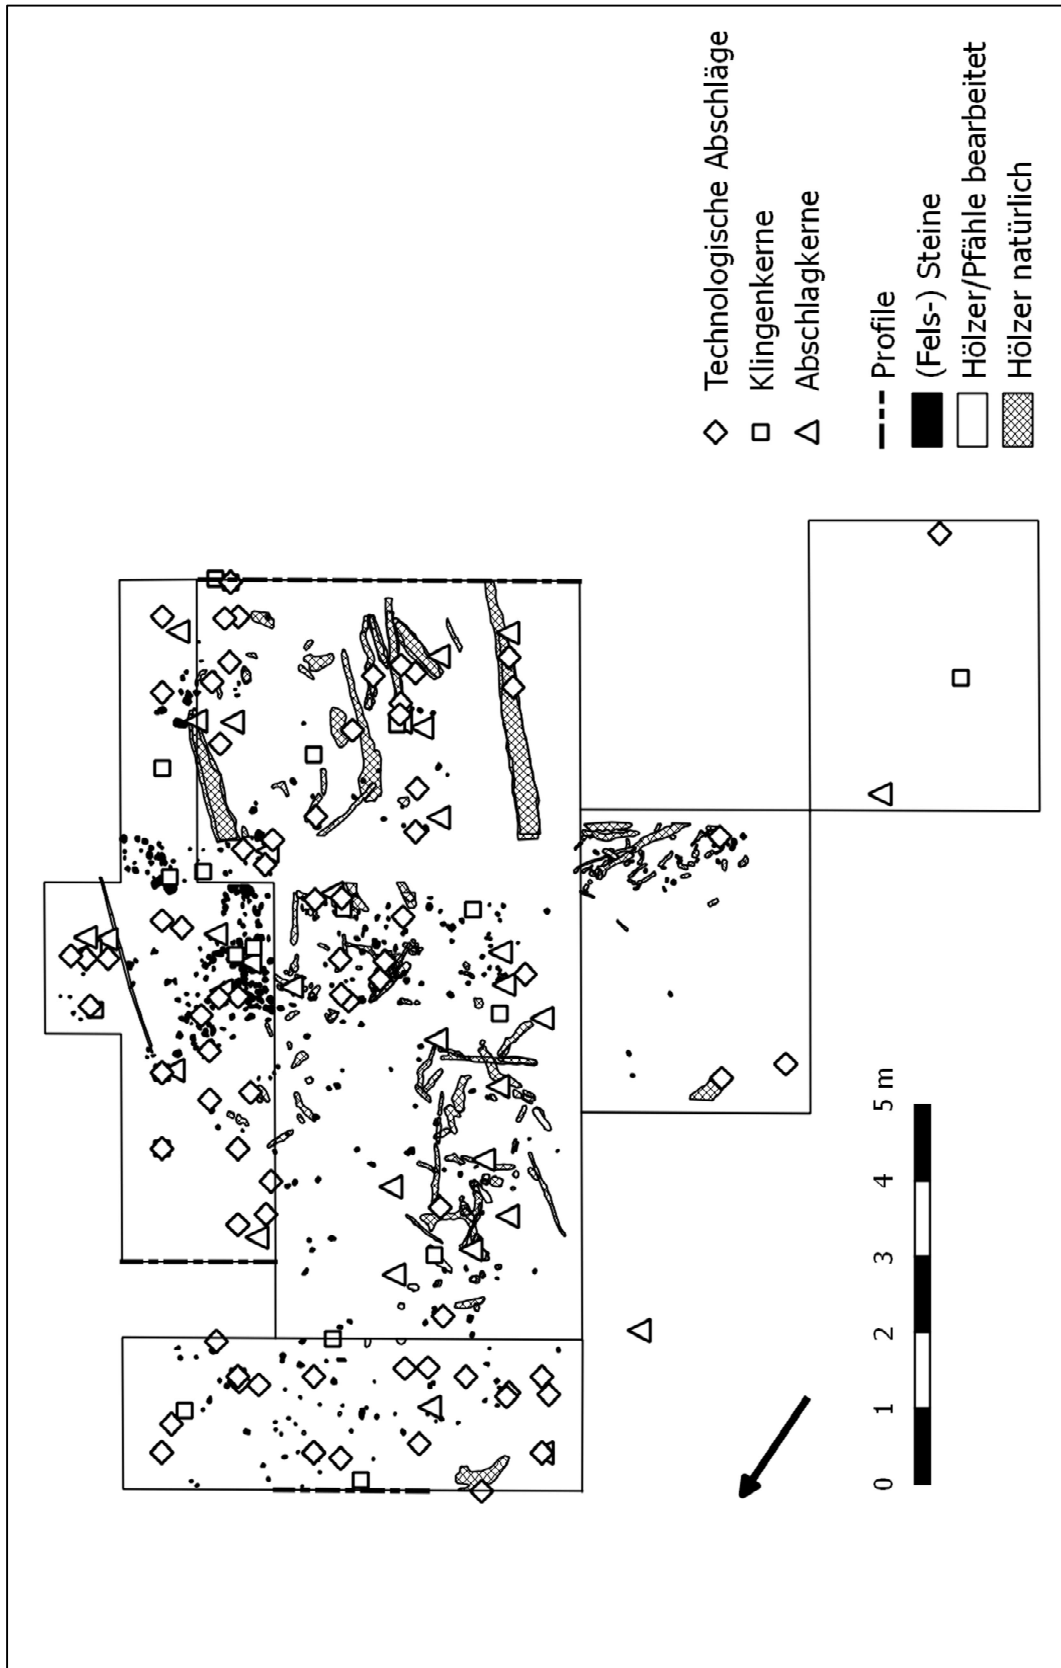 Technologische Abschläge
Klingenkerne
Abschlagkerne
Profile
(Fels-) Steine
Hölzer/Pfähle bearbeitet
Hölzer natürlich
0 1 2 3 4 5 m